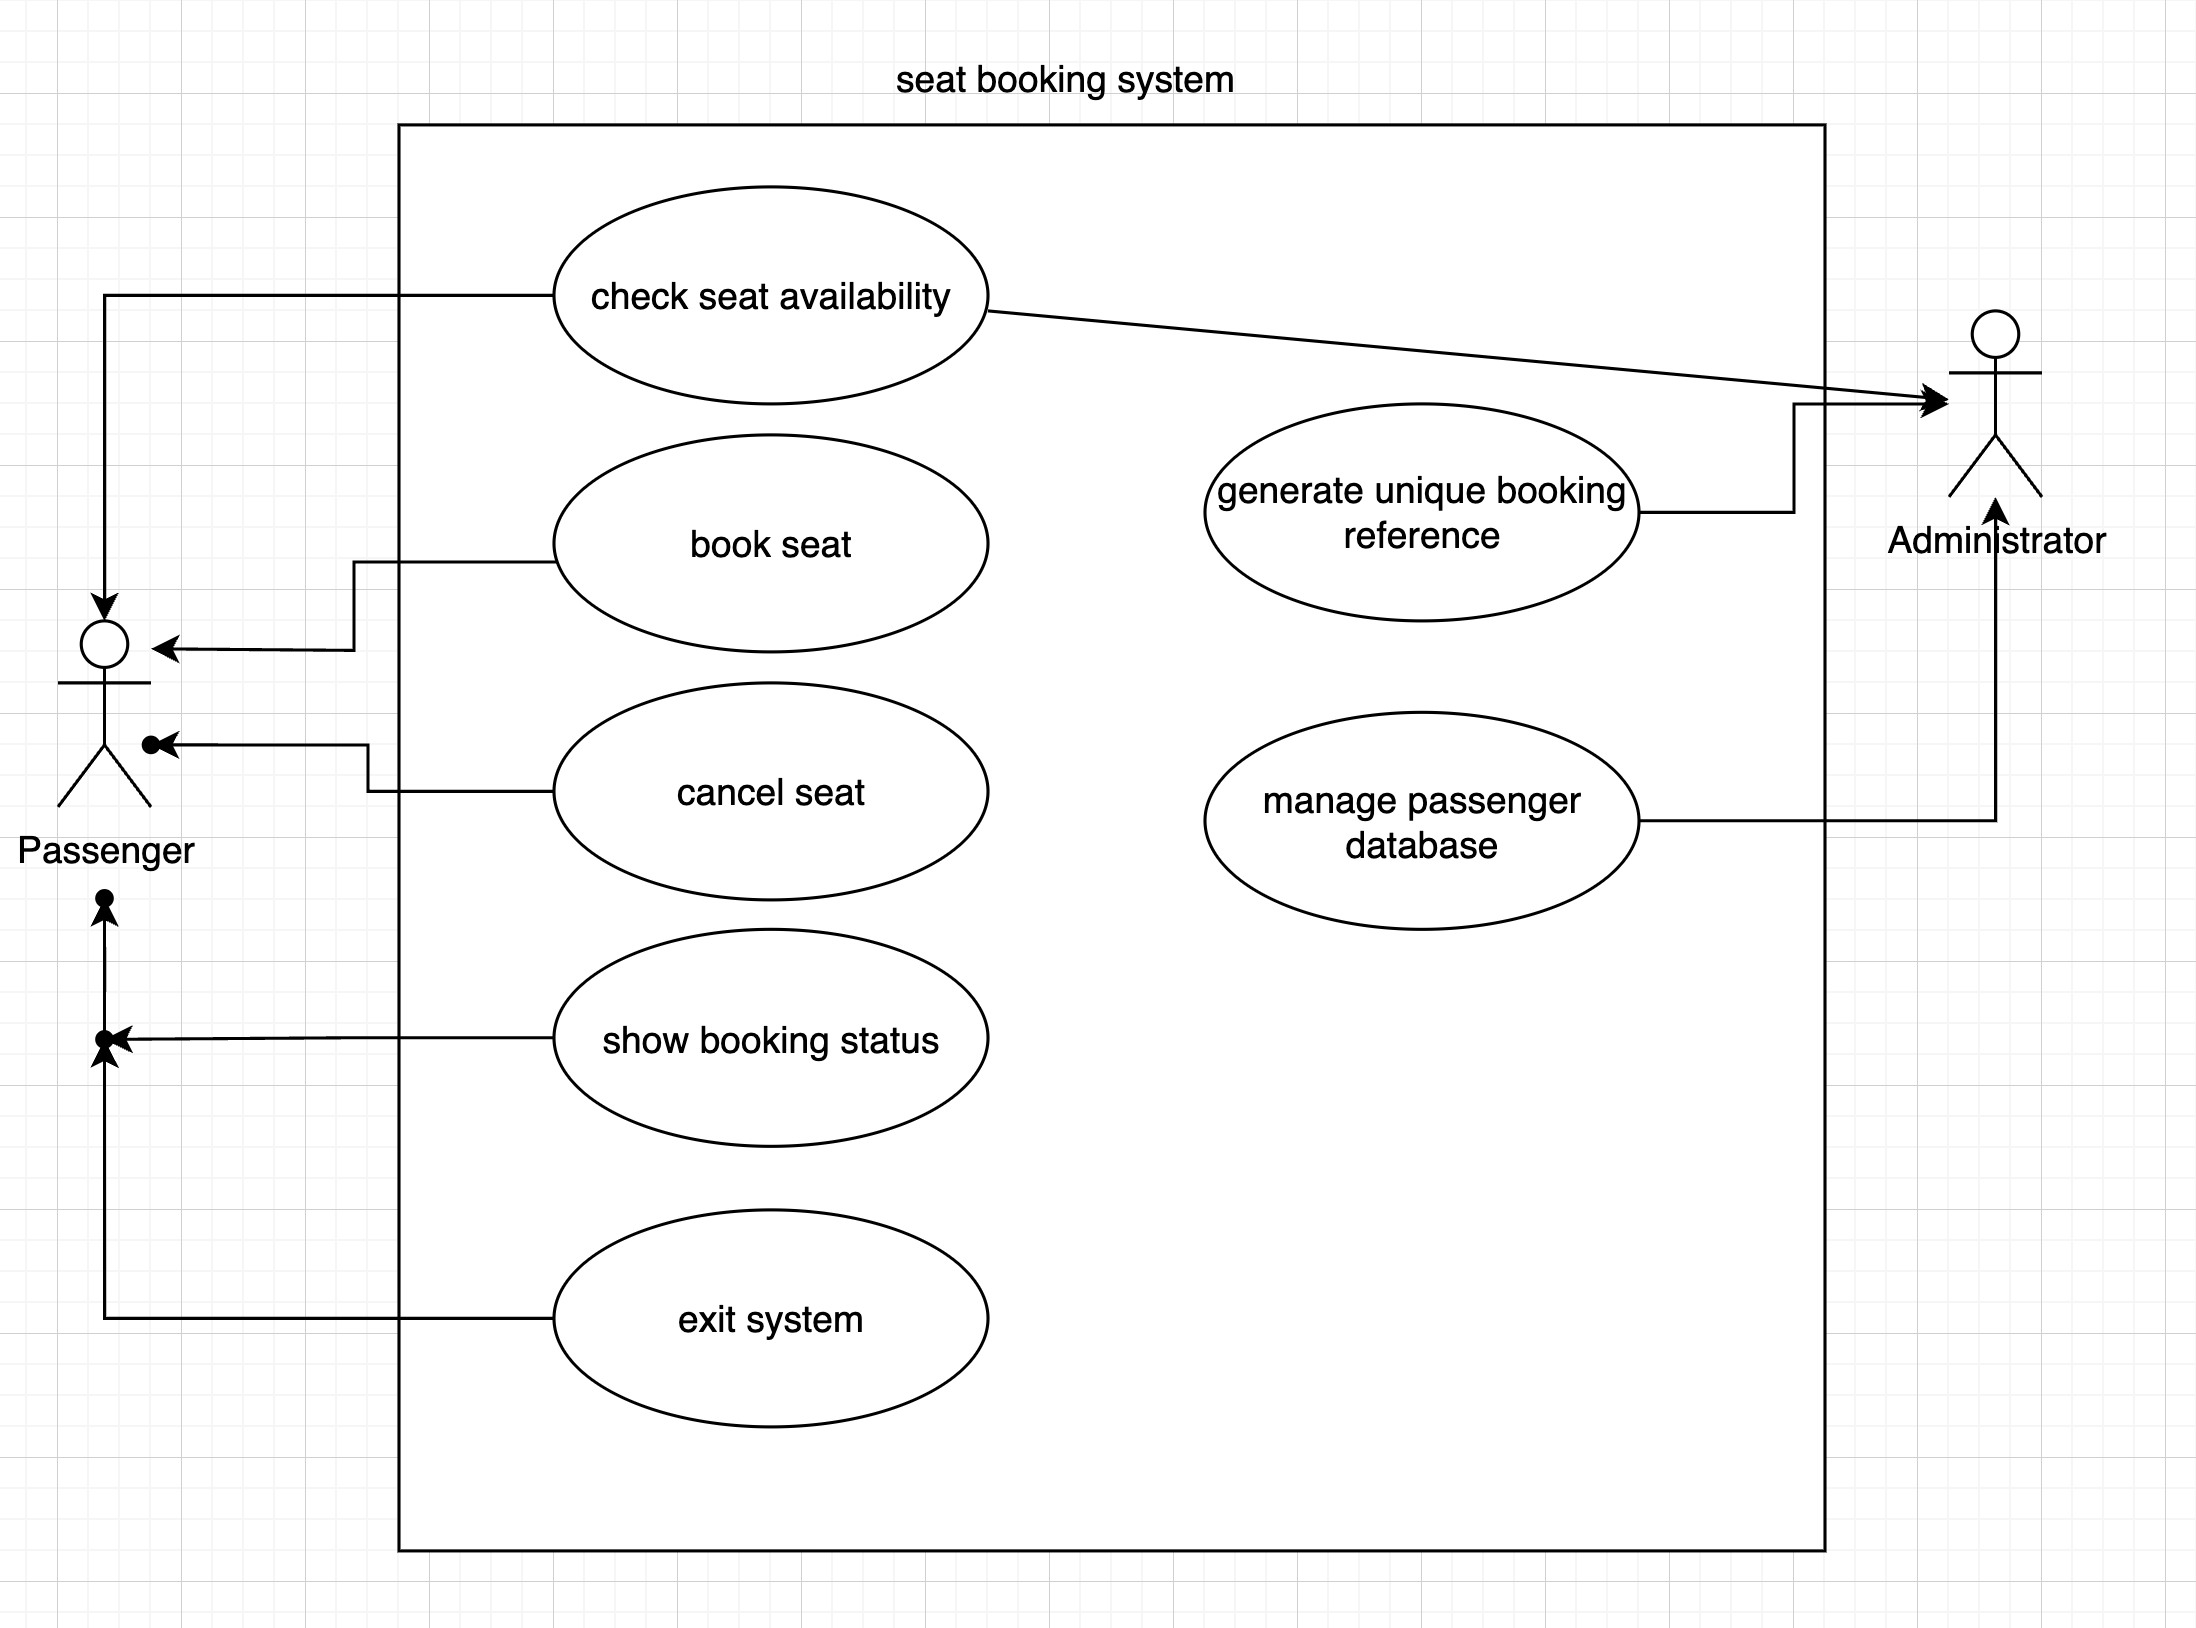 seat booking system
check seat availability
book seat
generate unique booking
reference
Administrator
cancel seat
manage passenger
database
Passenger
show booking status
exit system